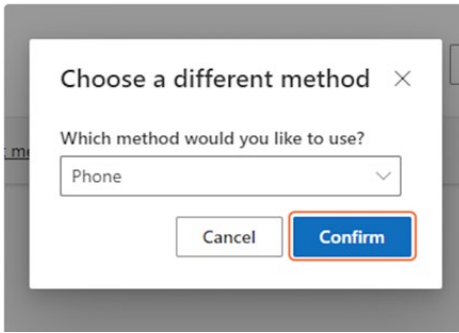 Choose a different method
Which method would you like to use?
Phone
Cancel
Confirm